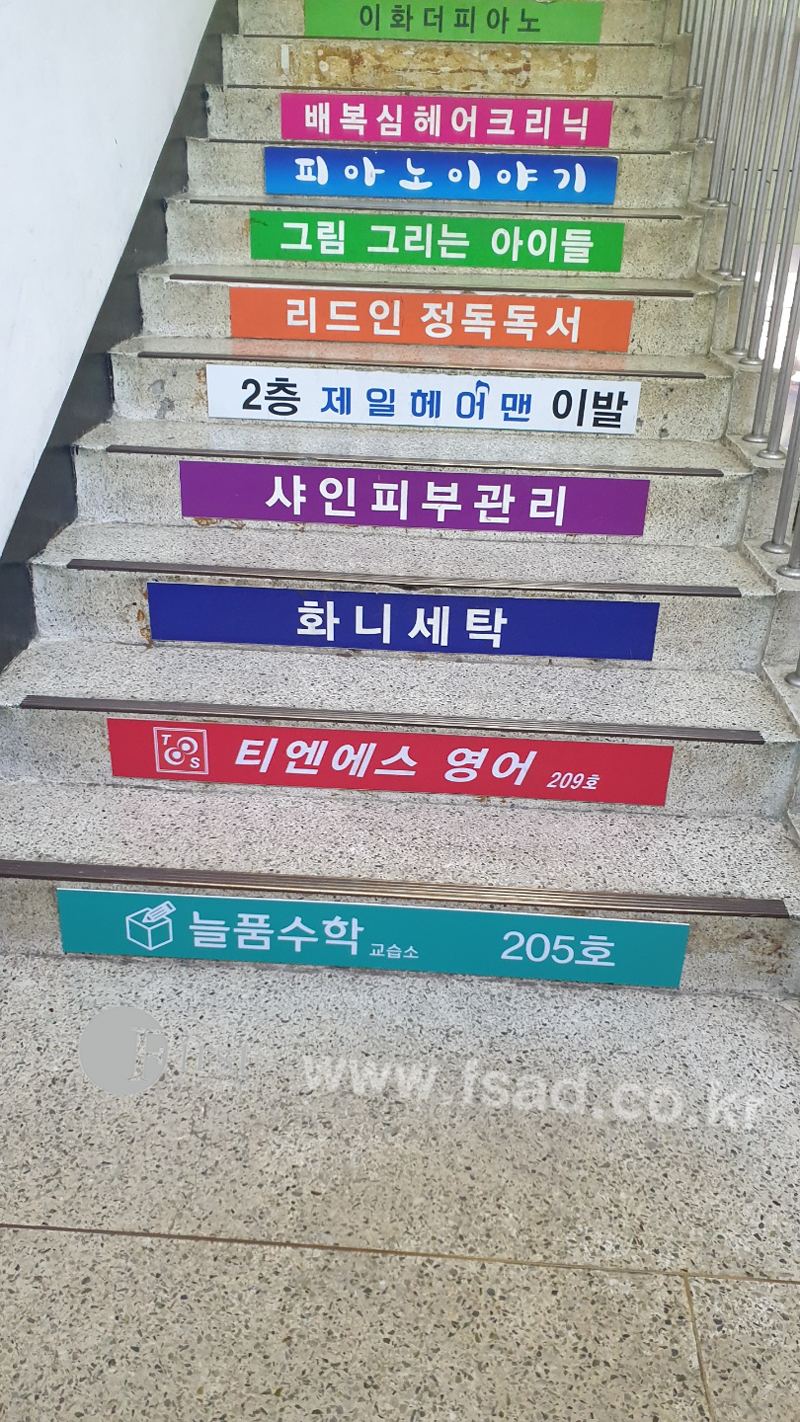 이화더피아노
배복심헤어크리닉
피아노이야기
그림 그리는 아이들
리드인 정독독서
2층 제일헤어맨 이발
샤인피부관리
화니세탁
T S 티엔에스 영어 209호
늘품수학 교습소 205호
www.fsad.co.kr